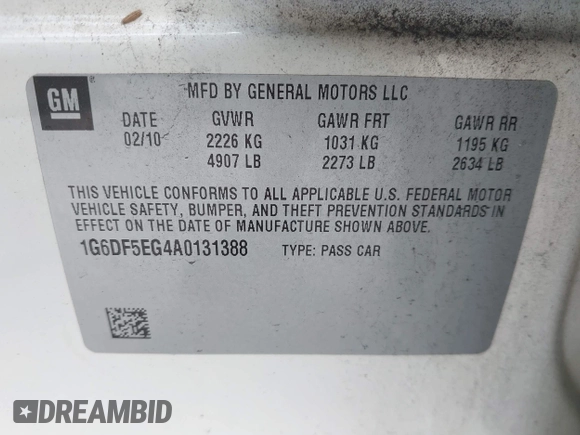 GM
MFD BY GENERAL MOTORS LLC
DATE GVWR GAWR FRT GAWR RR
02/10 2226 KG 1031 KG 1195 KG
4907 LB 2273 LB 2634 LB
THIS VEHICLE CONFORMS TO ALL APPLICABLE U.S. FEDERAL MOTOR
VEHICLE SAFETY, BUMPER, AND THEFT PREVENTION STANDARDS IN
EFFECT ON THE DATE OF MANUFACTURE SHOWN ABOVE.
1G6DF5EG4A0131388 TYPE: PASS CAR
DREAMBID